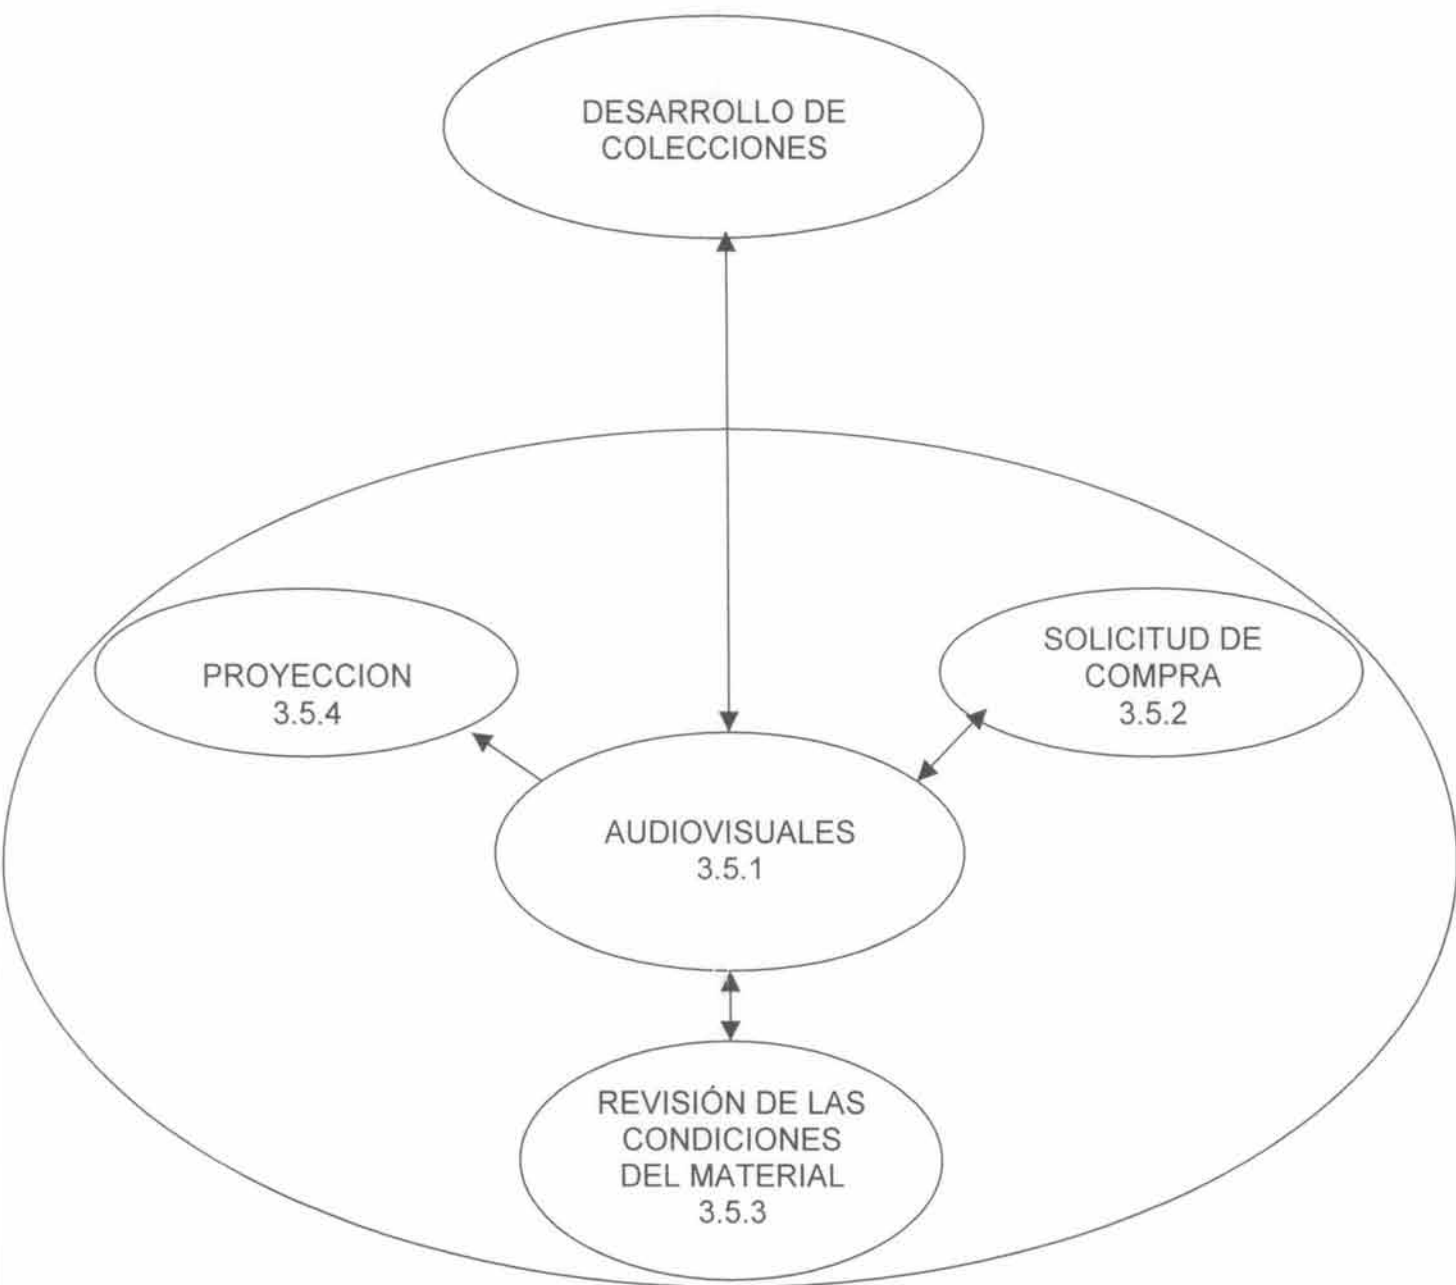 DESARROLLO DE
COLECCIONES
PROYECCION
3.5.4
SOLICITUD DE
COMPRA
3.5.2
AUDIOVISUALES
3.5.1
REVISIÓN DE LAS
CONDICIONES
DEL MATERIAL
3.5.3